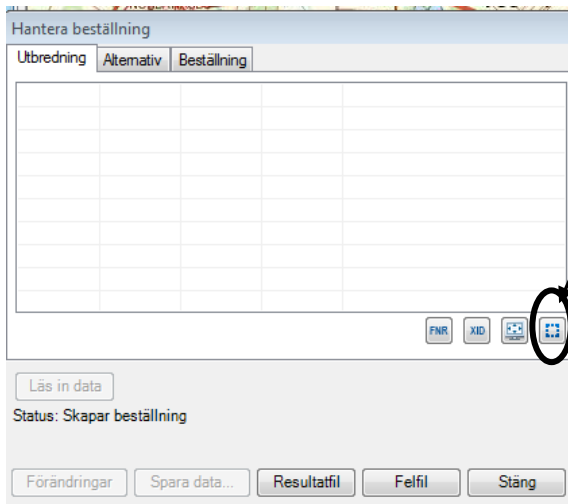 Hantera beställning
Utbredning Alternativ Beställning
FNR XID
Läs in data
Status: Skapar beställning
Förändringar Spara data... Resultatfil Felfil Stäng